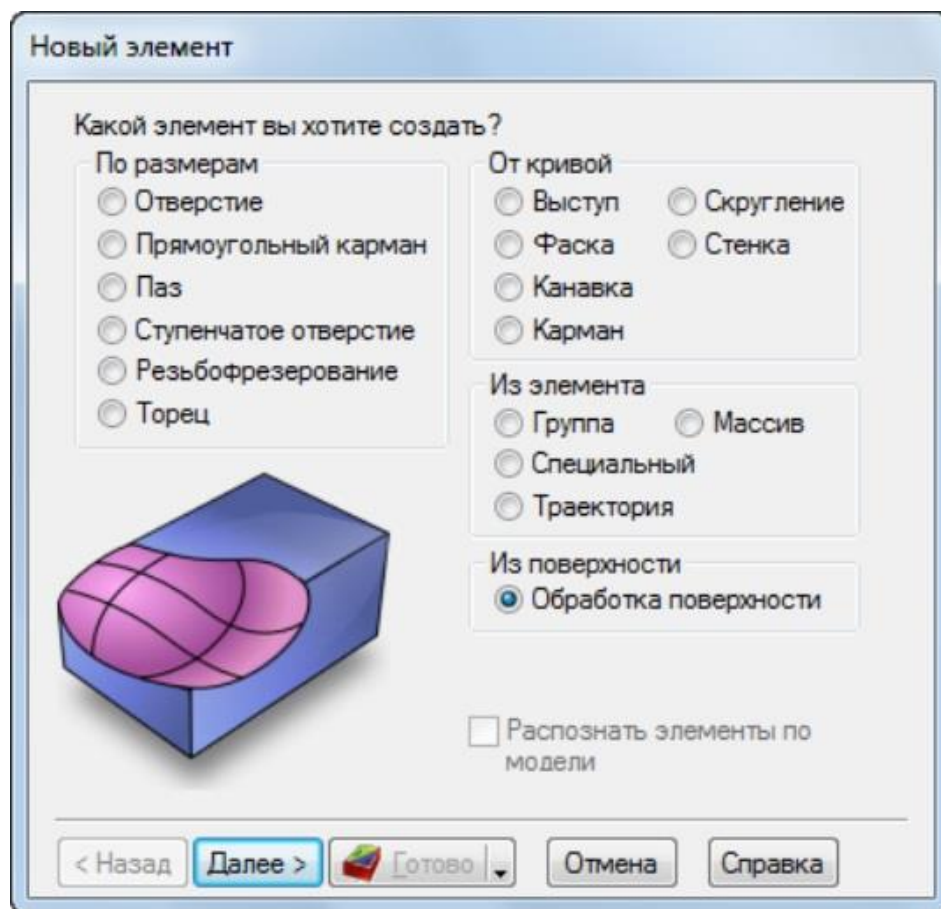 Новый элемент
Какой элемент вы хотите создать?
По размерам
Отверстие
Прямоугольный карман
Паз
Ступенчатое отверстие
Резьбофрезерование
Торец
От кривой
Выступ
Скругление
Фаска
Стенка
Канавка
Карман
Из элемента
Группа
Массив
Специальный
Траектория
Из поверхности
Обработка поверхности
Распознать элементы по
модели
< Назад
Далее >
Готово
Отмена
Справка